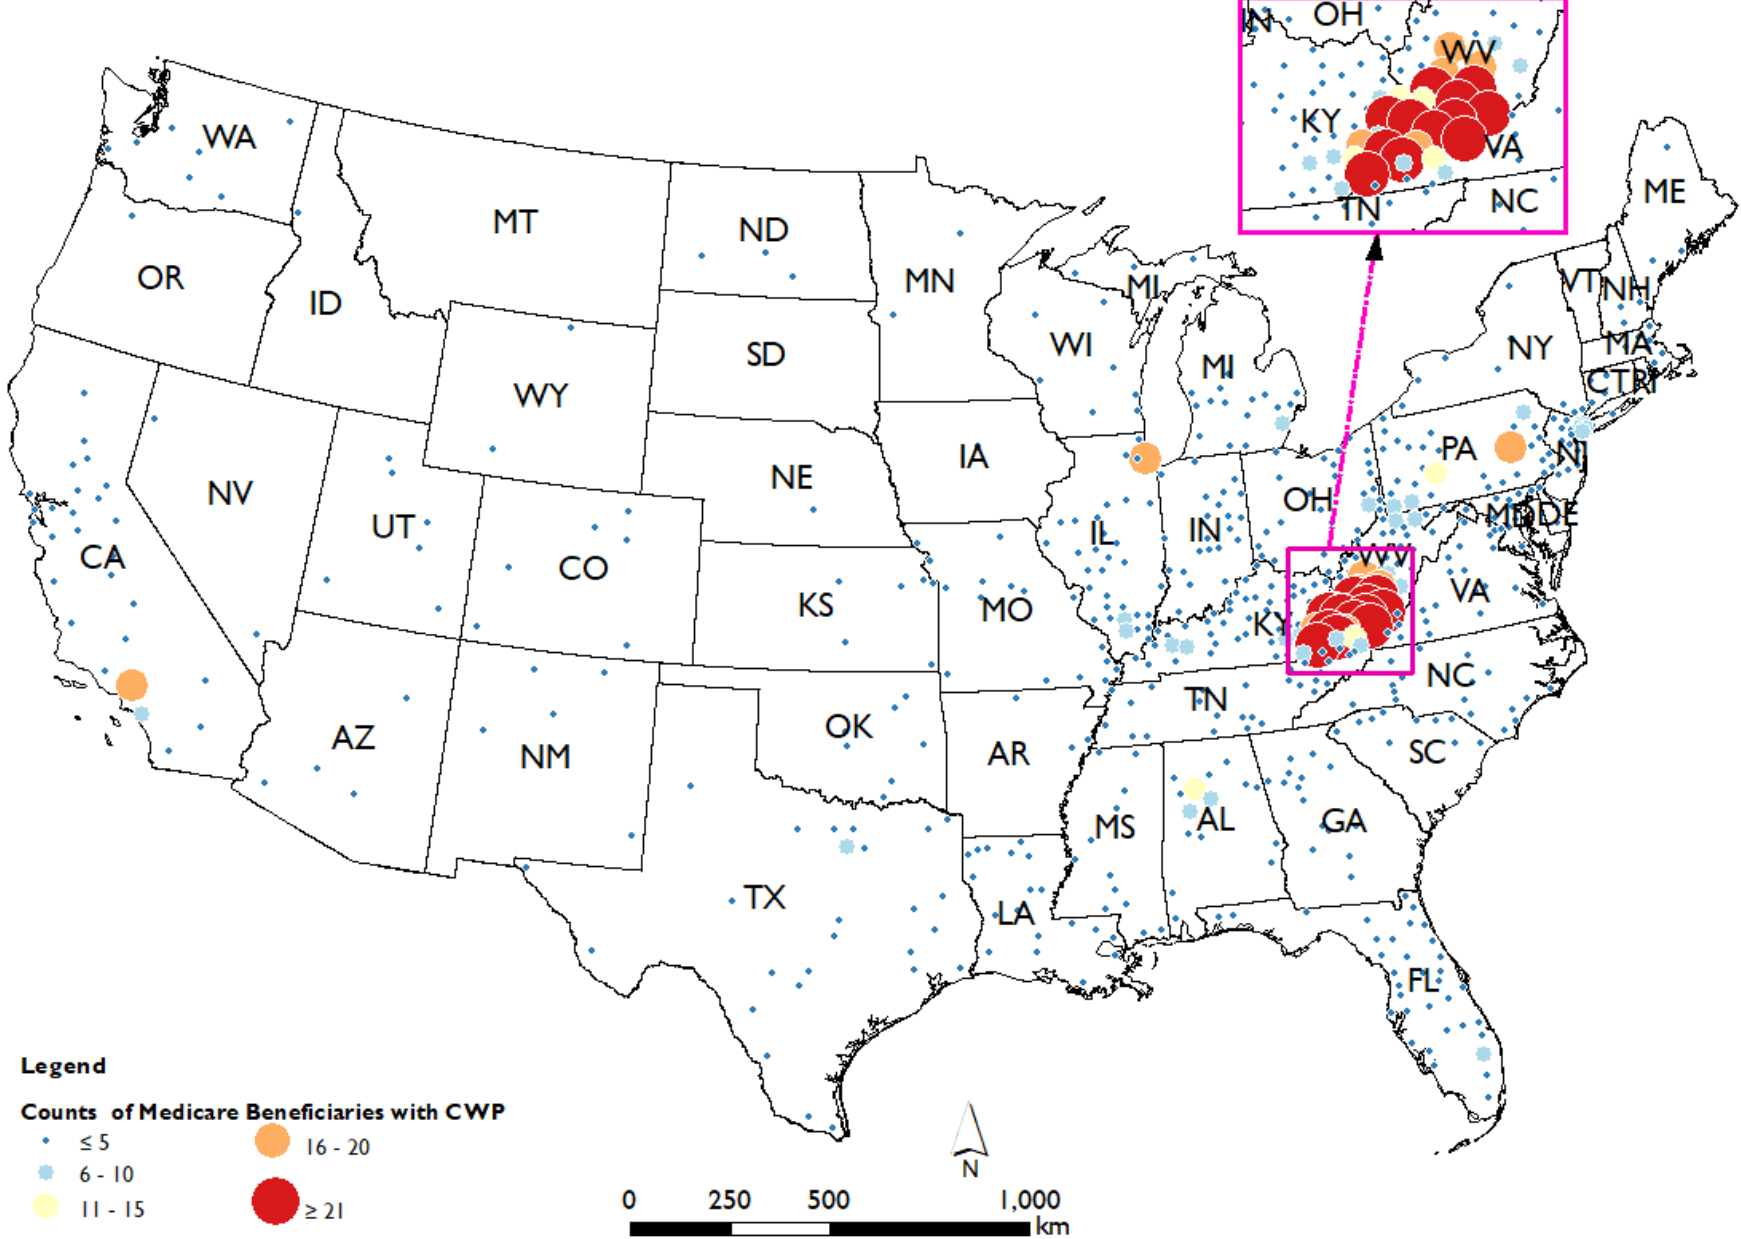 IN OH
WV
KY
VA
TN
NC
WA
MT
ND
MN
OR
ID
SD
WI
MI
MI
ME
VT
NH
NY
MA
CT RI
WY
NE
IA
PA
NJ
NV
UT
CO
KS
MO
IL
IN
OH
MD DE
WV
VA
KY
CA
AZ
NM
OK
AR
TN
NC
SC
MS
AL
GA
TX
LA
FL
Legend
Counts of Medicare Beneficiaries with CWP
≤ 5
16 - 20
6 - 10
11 - 15
≥ 21
N
0 250 500 1,000
km